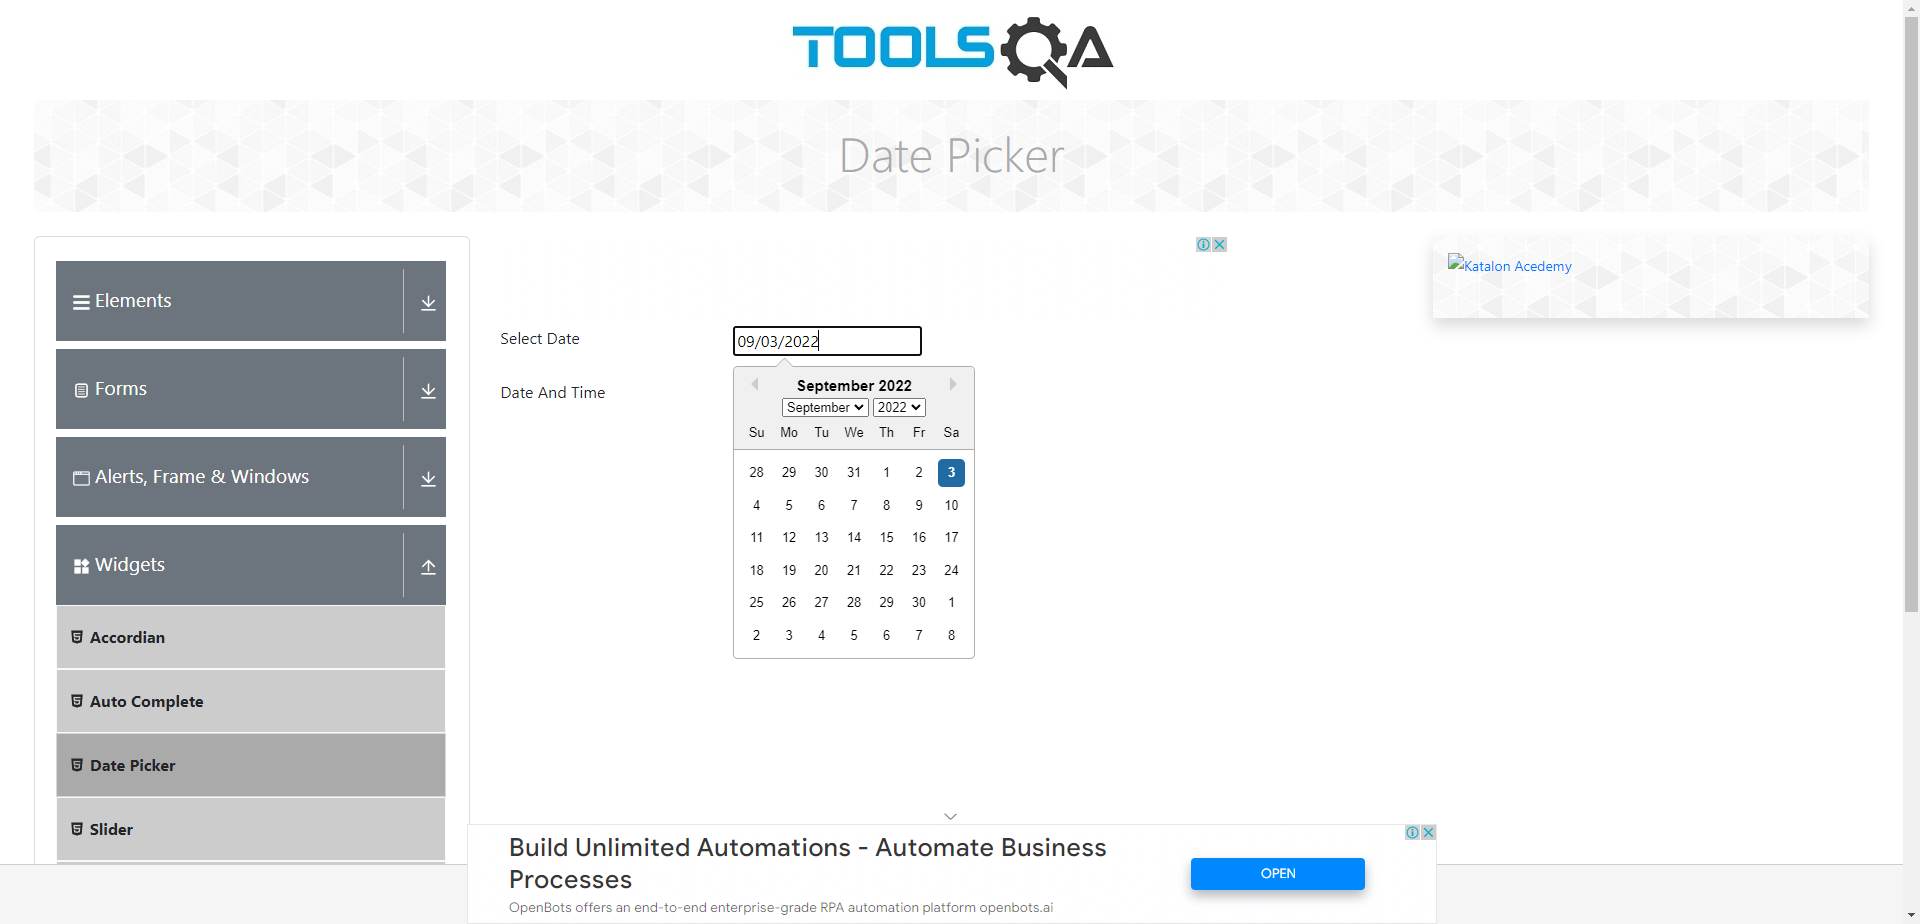 TOOLSQA
Date Picker
Elements
Forms
Alerts, Frame & Windows
Widgets
Accordian
Auto Complete
Date Picker
Slider
Select Date
09/03/2022
Date And Time
September 2022
September 2022
Su Mo Tu We Th Fr Sa
28 29 30 31 1 2 3
4 5 6 7 8 9 10
11 12 13 14 15 16 17
18 19 20 21 22 23 24
25 26 27 28 29 30 1
2 3 4 5 6 7 8
Katalon Acedemy
Build Unlimited Automations - Automate Business
Processes
OpenBots offers an end-to-end enterprise-grade RPA automation platform openbots.ai
OPEN